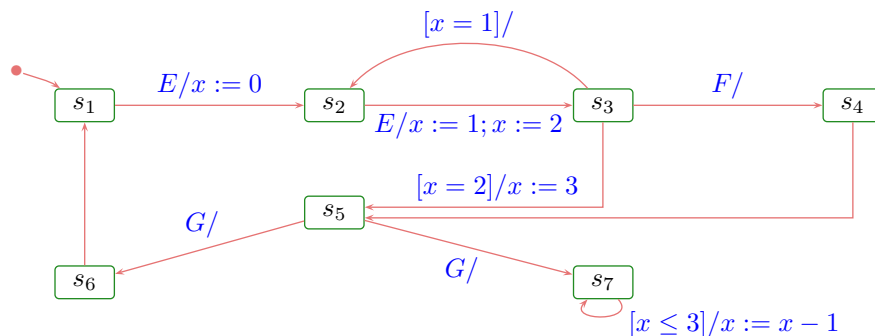 [x = 1]/
E/x := 0
F/
s₁
s₂
s₃
s₄
E/x := 1; x := 2
[x = 2]/x := 3
s₅
G/
G/
s₆
s₇
[x ≤ 3]/x := x − 1